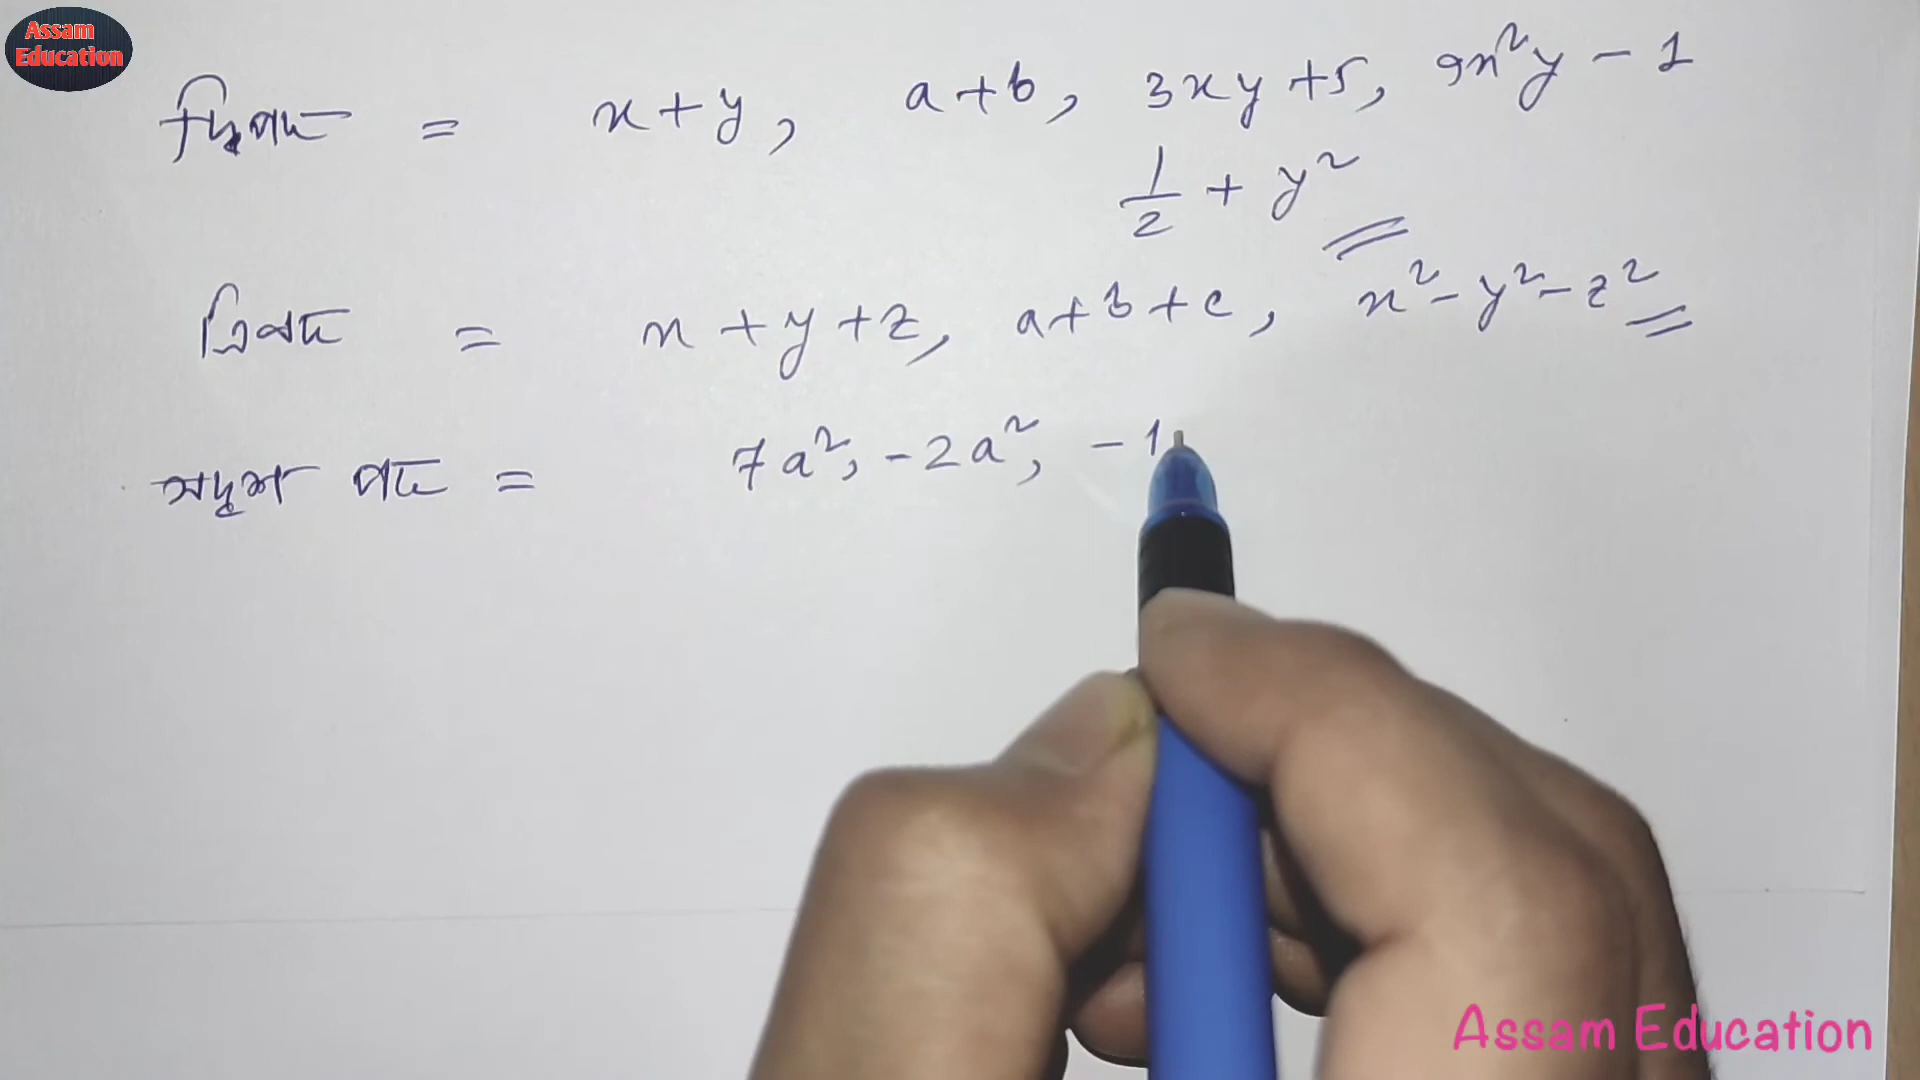 Assam
Education
দ্বিপদ = x + y, a + b, 3xy + 5, 9x²y - 1
1/2 + y²
ত্ৰিপদ = x + y + z, a + b + c, x² - y² - z²
সদৃশ পদ = 7a², - 2a², - 1
Assam Education